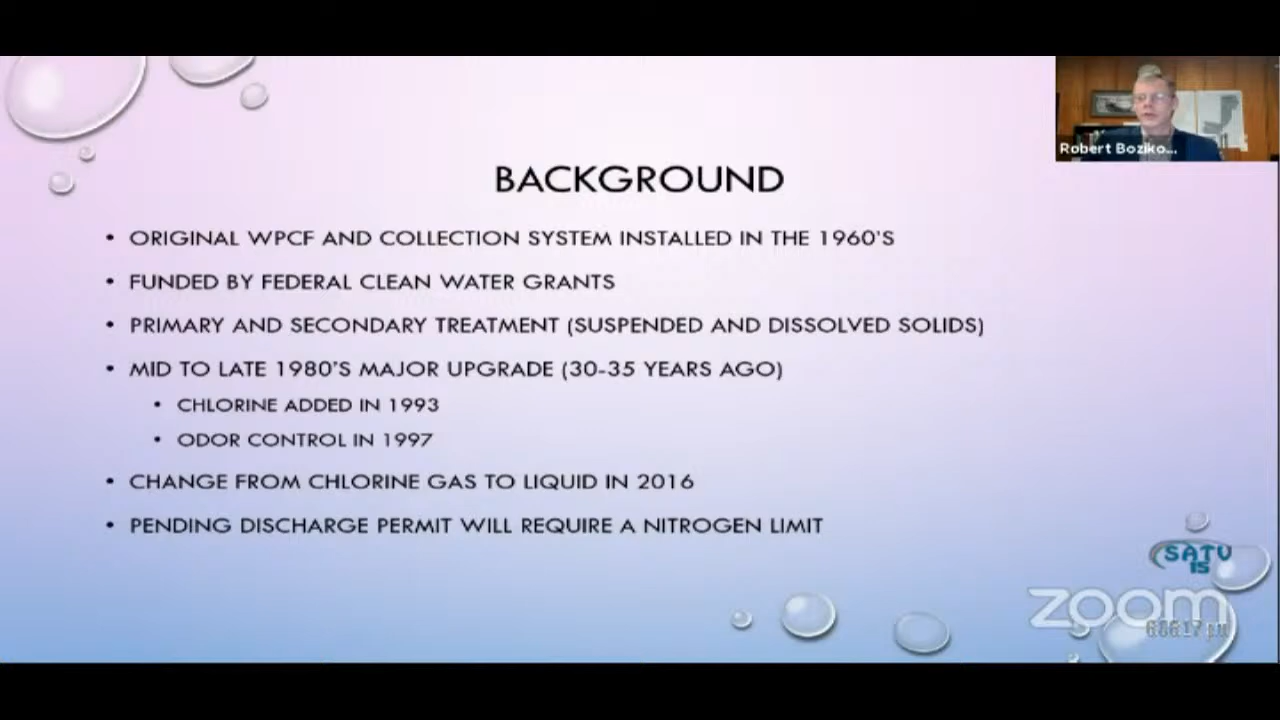 Robert Boziko...
BACKGROUND
• ORIGINAL WPCF AND COLLECTION SYSTEM INSTALLED IN THE 1960'S
• FUNDED BY FEDERAL CLEAN WATER GRANTS
• PRIMARY AND SECONDARY TREATMENT (SUSPENDED AND DISSOLVED SOLIDS)
• MID TO LATE 1980'S MAJOR UPGRADE (30-35 YEARS AGO)
• CHLORINE ADDED IN 1993
• ODOR CONTROL IN 1997
• CHANGE FROM CHLORINE GAS TO LIQUID IN 2016
• PENDING DISCHARGE PERMIT WILL REQUIRE A NITROGEN LIMIT
SATV
15
zoom